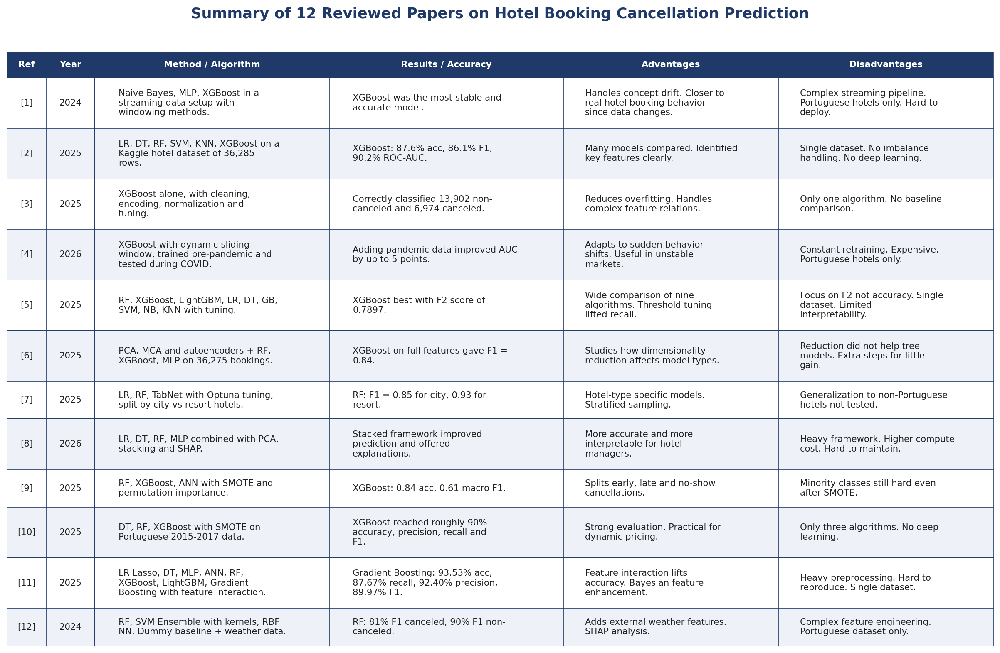 Summary of 12 Reviewed Papers on Hotel Booking Cancellation Prediction
Ref
Year
Method / Algorithm
Results / Accuracy
Advantages
Disadvantages
[1]
2024
Naive Bayes, MLP, XGBoost in a
streaming data setup with
windowing methods.
XGBoost was the most stable and
accurate model.
Handles concept drift. Closer to
real hotel booking behavior
since data changes.
Complex streaming pipeline.
Portuguese hotels only. Hard to
deploy.
[2]
2025
LR, DT, RF, SVM, KNN, XGBoost on a
Kaggle hotel dataset of 36,285
rows.
XGBoost: 87.6% acc, 86.1% F1,
90.2% ROC-AUC.
Many models compared. Identified
key features clearly.
Single dataset. No imbalance
handling. No deep learning.
[3]
2025
XGBoost alone, with cleaning,
encoding, normalization and
tuning.
Correctly classified 13,902 non-
canceled and 6,974 canceled.
Reduces overfitting. Handles
complex feature relations.
Only one algorithm. No baseline
comparison.
[4]
2026
XGBoost with dynamic sliding
window, trained pre-pandemic and
tested during COVID.
Adding pandemic data improved AUC
by up to 5 points.
Adapts to sudden behavior
shifts. Useful in unstable
markets.
Constant retraining. Expensive.
Portuguese hotels only.
[5]
2025
RF, XGBoost, LightGBM, LR, DT, GB,
SVM, NB, KNN with tuning.
XGBoost best with F2 score of
0.7897.
Wide comparison of nine
algorithms. Threshold tuning
lifted recall.
Focus on F2 not accuracy. Single
dataset. Limited
interpretability.
[6]
2025
PCA, MCA and autoencoders + RF,
XGBoost, MLP on 36,275 bookings.
XGBoost on full features gave F1 =
0.84.
Studies how dimensionality
reduction affects model types.
Reduction did not help tree
models. Extra steps for little
gain.
[7]
2025
LR, RF, TabNet with Optuna tuning,
split by city vs resort hotels.
RF: F1 = 0.85 for city, 0.93 for
resort.
Hotel-type specific models.
Stratified sampling.
Generalization to non-Portuguese
hotels not tested.
[8]
2026
LR, DT, RF, MLP combined with PCA,
stacking and SHAP.
Stacked framework improved
prediction and offered
explanations.
More accurate and more
interpretable for hotel
managers.
Heavy framework. Higher compute
cost. Hard to maintain.
[9]
2025
RF, XGBoost, ANN with SMOTE and
permutation importance.
XGBoost: 0.84 acc, 0.61 macro F1.
Splits early, late and no-show
cancellations.
Minority classes still hard even
after SMOTE.
[10]
2025
DT, RF, XGBoost with SMOTE on
Portuguese 2015-2017 data.
XGBoost reached roughly 90%
accuracy, precision, recall and
F1.
Strong evaluation. Practical for
dynamic pricing.
Only three algorithms. No deep
learning.
[11]
2025
LR Lasso, DT, MLP, ANN, RF,
XGBoost, LightGBM, Gradient
Boosting with feature interaction.
Gradient Boosting: 93.53% acc,
87.67% recall, 92.40% precision,
89.97% F1.
Feature interaction lifts
accuracy. Bayesian feature
enhancement.
Heavy preprocessing. Hard to
reproduce. Single dataset.
[12]
2024
RF, SVM Ensemble with kernels, RBF
NN, Dummy baseline + weather data.
RF: 81% F1 canceled, 90% F1 non-
canceled.
Adds external weather features.
SHAP analysis.
Complex feature engineering.
Portuguese dataset only.